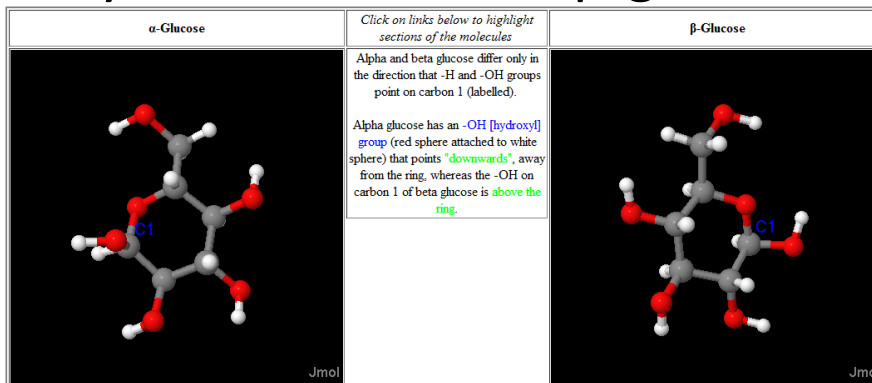 α-Glucose
Click on links below to highlight
sections of the molecules
β-Glucose
Alpha and beta glucose differ only in
the direction that -H and -OH groups
point on carbon 1 (labelled).
Alpha glucose has an -OH [hydroxyl]
group (red sphere attached to white
sphere) that points "downwards", away
from the ring, whereas the -OH on
carbon 1 of beta glucose is above the
ring.
C1
Jmol
C1
Jmo